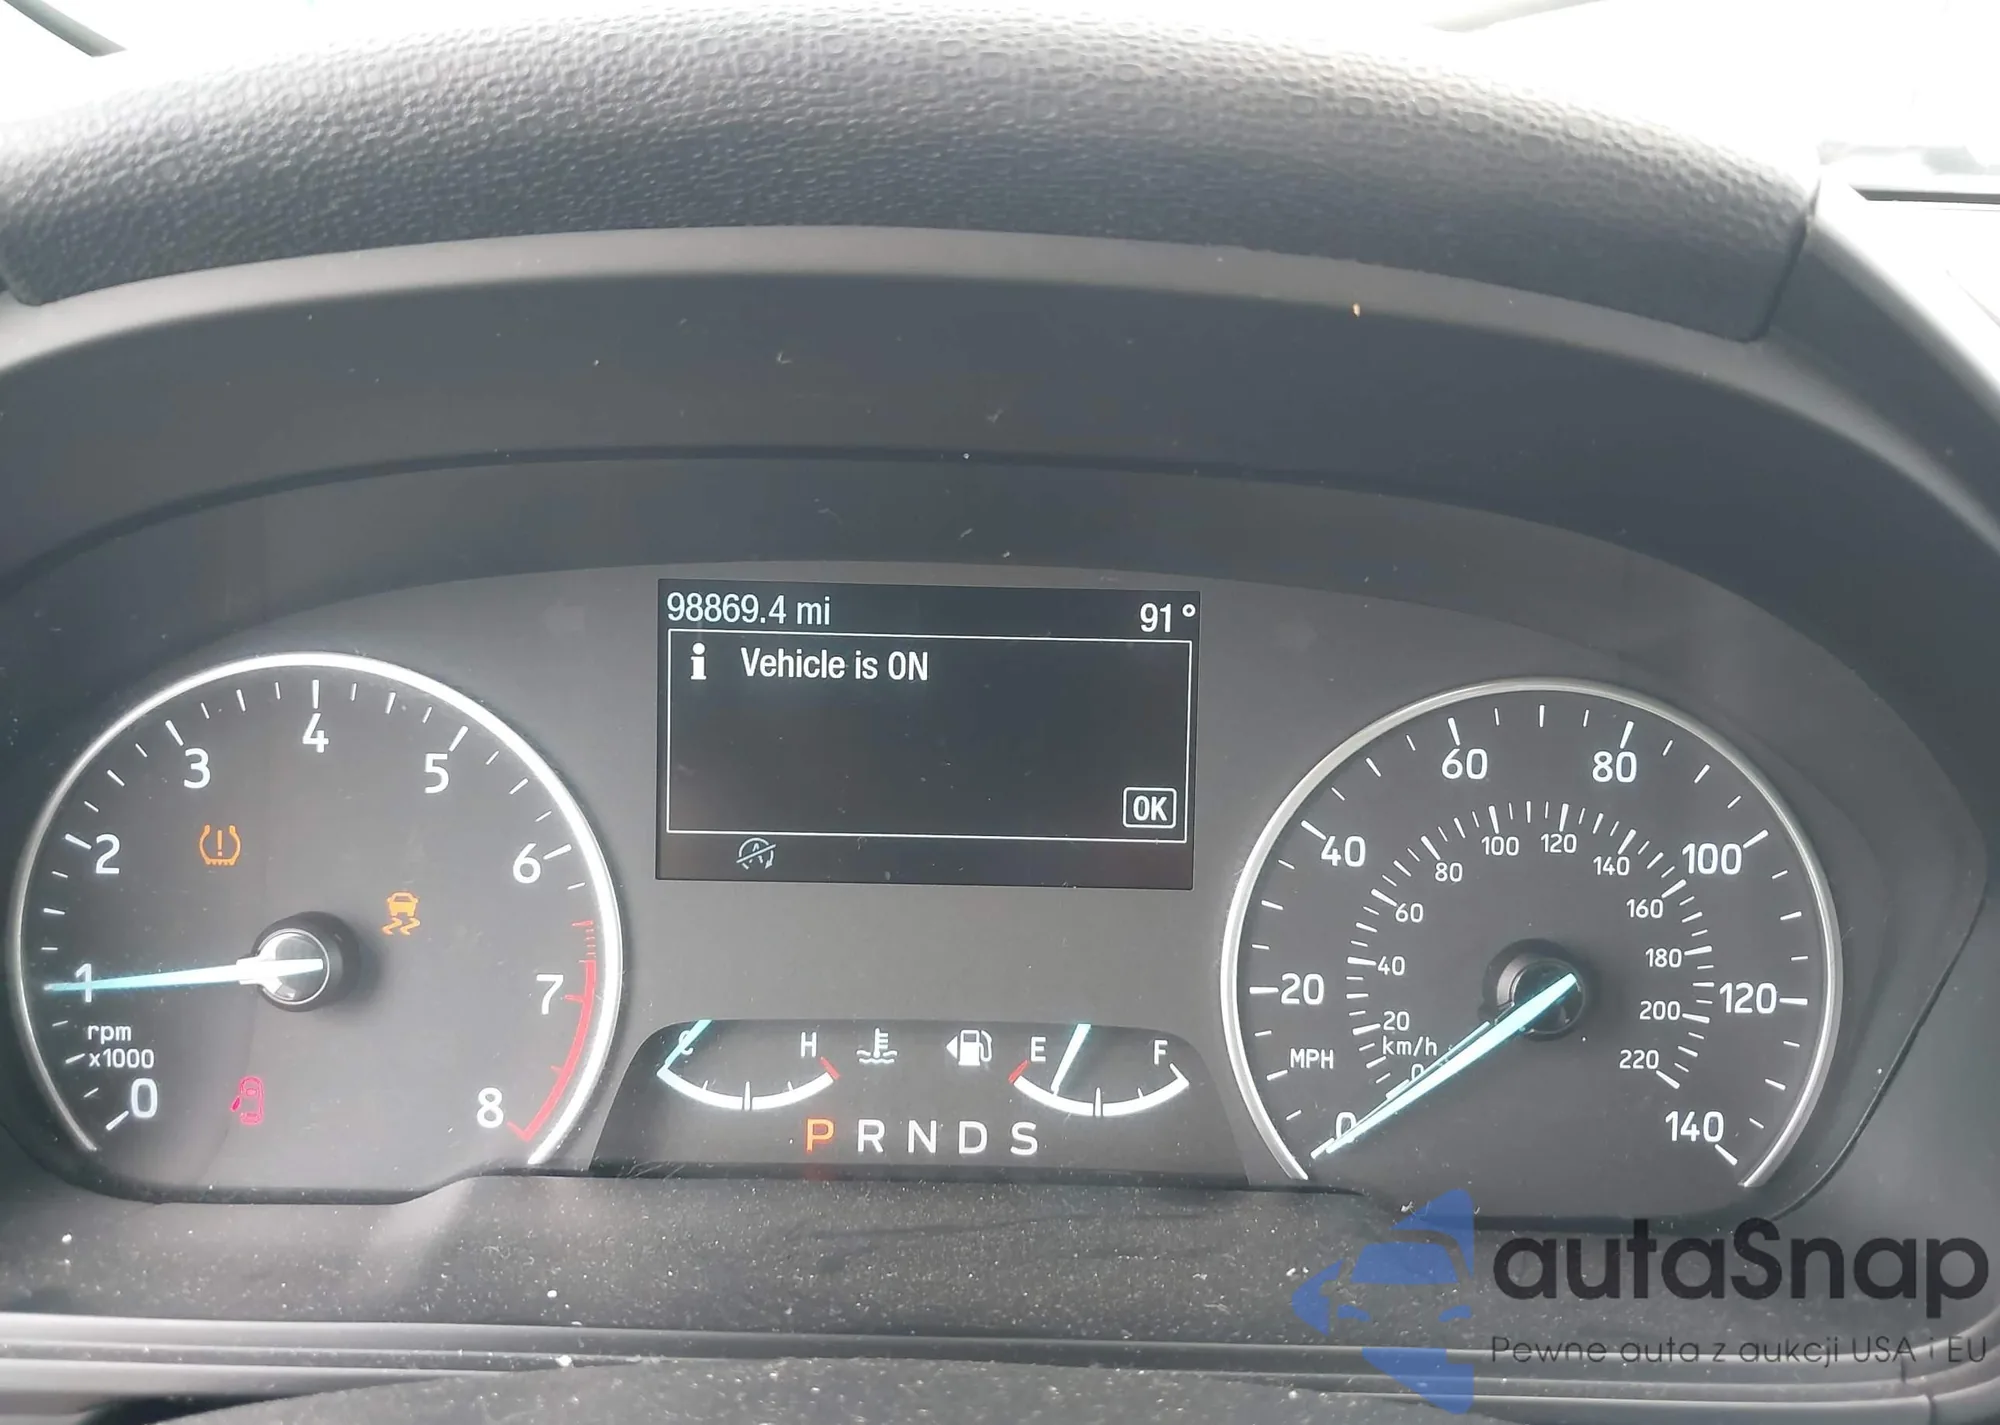 98869.4 mi 91°
i Vehicle is ON
OK
0 1 2 3 4 5 6 7 8
rpm
x1000
C H
E F
P R N D S
0 20 40 60 80 100 120 140
MPH
0 20 40 60 80 100 120 140 160 180 200 220
km/h
autaSnap
Pewne auta z aukcji USA i EU